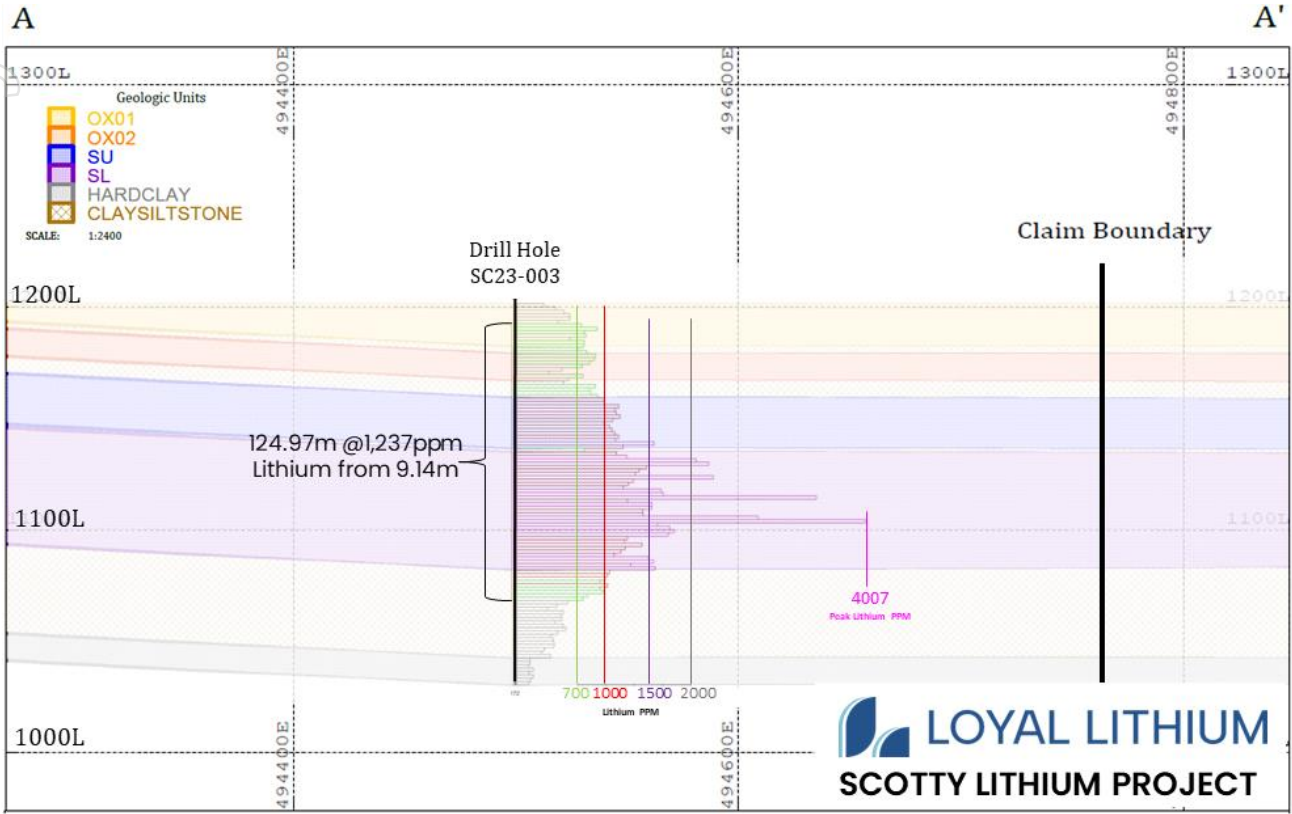 A
A'
1300L
494400E
494600E
494800E
1300L
Geologic Units
OX01
OX02
SU
SL
HARDCLAY
CLAYSILTSTONE
SCALE: 1:2400
Claim Boundary
Drill Hole
SC23-003
1200L
1200L
124.97m @1,237ppm
Lithium from 9.14m
1100L
1100L
4007
Peak Lithium PPM
700 1000 1500 2000
Lithium PPM
1000L
494400E
494600E
LOYAL LITHIUM
SCOTTY LITHIUM PROJECT